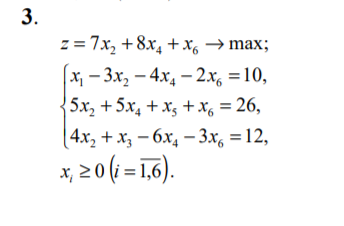 3.
z = 7x₂ + 8x₄ + x₆ → max;
x₁ − 3x₂ − 4x₄ − 2x₆ = 10,
5x₂ + 5x₄ + x₅ + x₆ = 26,
4x₂ + x₃ − 6x₄ − 3x₆ = 12,
xᵢ ≥ 0 (i = 1,6).